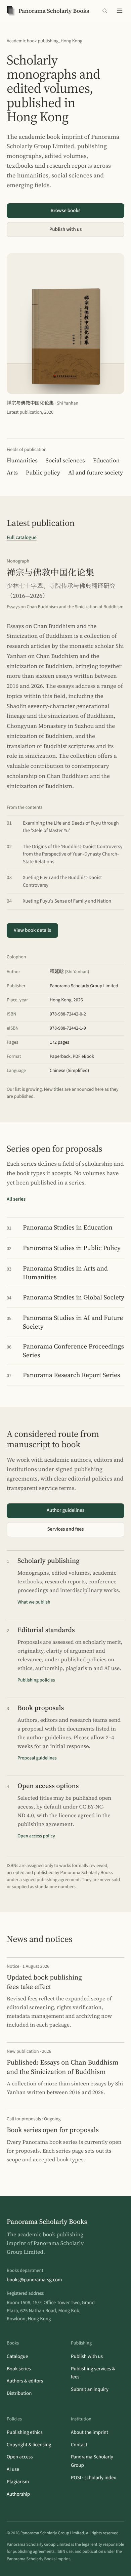 Panorama Scholarly Books
Academic book publishing, Hong Kong
Scholarly
monographs and
edited volumes,
published in
Hong Kong
The academic book imprint of Panorama
Scholarly Group Limited, publishing
monographs, edited volumes,
textbooks and research reports across
the humanities, social sciences and
emerging fields.
Browse books
Publish with us
禅宗与佛教中国化论集 · Shi Yanhan
Latest publication, 2026
Fields of publication
Humanities Social sciences Education
Arts Public policy AI and future society
Latest publication
Full catalogue
Monograph
禅宗与佛教中国化论集
少林七十字辈、寺院传承与佛典翻译研究
(2016—2026)
Essays on Chan Buddhism and the Sinicization of Buddhism
Essays on Chan Buddhism and the
Sinicization of Buddhism is a collection of
research articles by the monastic scholar Shi
Yanhan on Chan Buddhism and the
sinicization of Buddhism, bringing together
more than sixteen essays written between
2016 and 2026. The essays address a range of
topics within this field, including the
Shaolin seventy-character generational
lineage and the sinicization of Buddhism,
Chongyuan Monastery in Suzhou and the
sinicization of Buddhism, and the
translation of Buddhist scriptures and its
role in its sinicization. The collection offers a
valuable contribution to contemporary
scholarship on Chan Buddhism and the
sinicization of Buddhism.
From the contents
01 Examining the Life and Deeds of Fuyu through
the 'Stele of Master Yu'
02 The Origins of the 'Buddhist Daoist Controversy'
from the Perspective of Yuan-Dynasty Church-
State Relations
03 Xueting Fuyu and the Buddhist-Daoist
Controversy
04 Xueting Fuyu's Sense of Family and Nation
View book details
Colophon
Publisher Panorama Scholarly Group Limited
Place, year Hong Kong, 2026
ISBN 978-988-72442-0-2
eISBN 978-988-72442-1-9
Pages 172 pages
Format Paperback, PDF eBook
Language Chinese (Simplified)
Our list is growing. New titles are announced here as they
are published.
Series open for proposals
Each series defines a field of scholarship and
the book types it accepts. No volumes have
yet been published in a series.
All series
01 Panorama Studies in Education
02 Panorama Studies in Public Policy
03 Panorama Studies in Arts and
Humanities
04 Panorama Studies in Global Society
05 Panorama Studies in AI and Future
Society
06 Panorama Conference Proceedings
Series
07 Panorama Research Report Series
A considered route from
manuscript to book
We work with academic editors, editors
and institutions under signed publishing
agreements, with clear editorial policies and
transparent service terms.
Author guidelines
Services and fees
1 Scholarly publishing
Monographs, edited volumes, academic
textbooks, research reports, conference
proceedings and interdisciplinary works.
What we publish
2 Editorial standards
Proposals are assessed on scholarly merit,
originality, clarity of argument and
relevance, under published policies on
ethics, authorship, plagiarism and AI use.
Publishing policies
3 Book proposals
Authors and editors of research teams send
us a proposal using the documents listed in
the author guidelines. Please allow 2–4
weeks for an initial response.
Proposal guidelines
4 Open access options
Selected titles may be published open
access, by default under CC BY-NC-
ND 4.0, with the licence agreed in the
signed publishing agreement.
Open access policy
ISBNs are assigned only to works formally reviewed,
accepted and published by Panorama Scholarly Books
under a signed publishing agreement. They are never sold
or supplied as standalone numbers.
News and notices
Notice · 1 August 2026
Updated book publishing
fees take effect
Revised fees reflect the expanded scope of
editorial screening, rights verification,
metadata management and archiving now
included in each package.
New publication · 2026
Published: Essays on Chan Buddhism
and the Sinicization of Buddhism
A collection of more than sixteen essays by Shi
Yanhan written between 2016 and 2026.
Call for proposals · Ongoing
Book series open for proposals
Every Panorama book series is currently open
for proposals. Each series page sets out its
scope and accepted book types.
Panorama Scholarly Books
The academic book publishing
imprint of Panorama Scholarly
Group Limited.
Books department
books@panorama-sg.com
Registered address
Room 1508, 15/F, Office Tower Two, Grand
Plaza, 625 Nathan Road, Mong Kok,
Kowloon, Hong Kong
Books
Catalogue
Book series
Authors & editors
Distribution
Publishing
Publish with us
Publishing services &
fees
Submit an inquiry
Policies
Publishing ethics
Copyright & licensing
Open access
AI use
Plagiarism
Authorship
Institution
About the imprint
Contact
Panorama Scholarly
Group
POSI · scholarly index
© 2026 Panorama Scholarly Group Limited. All rights reserved.
Panorama Scholarly Group Limited is the legal entity responsible
for publishing agreements, ISBN use, and publication under the
Panorama Scholarly Books imprint.